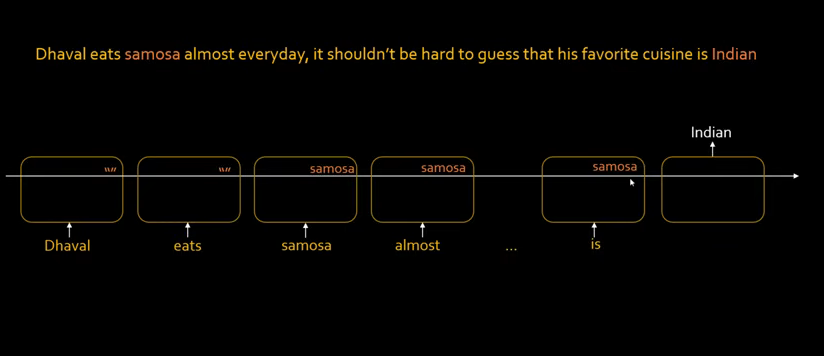 Dhaval eats samosa almost everyday, it shouldn't be hard to guess that his favorite cuisine is Indian
Indian
"" "" samosa samosa samosa
Dhaval eats samosa almost ... is